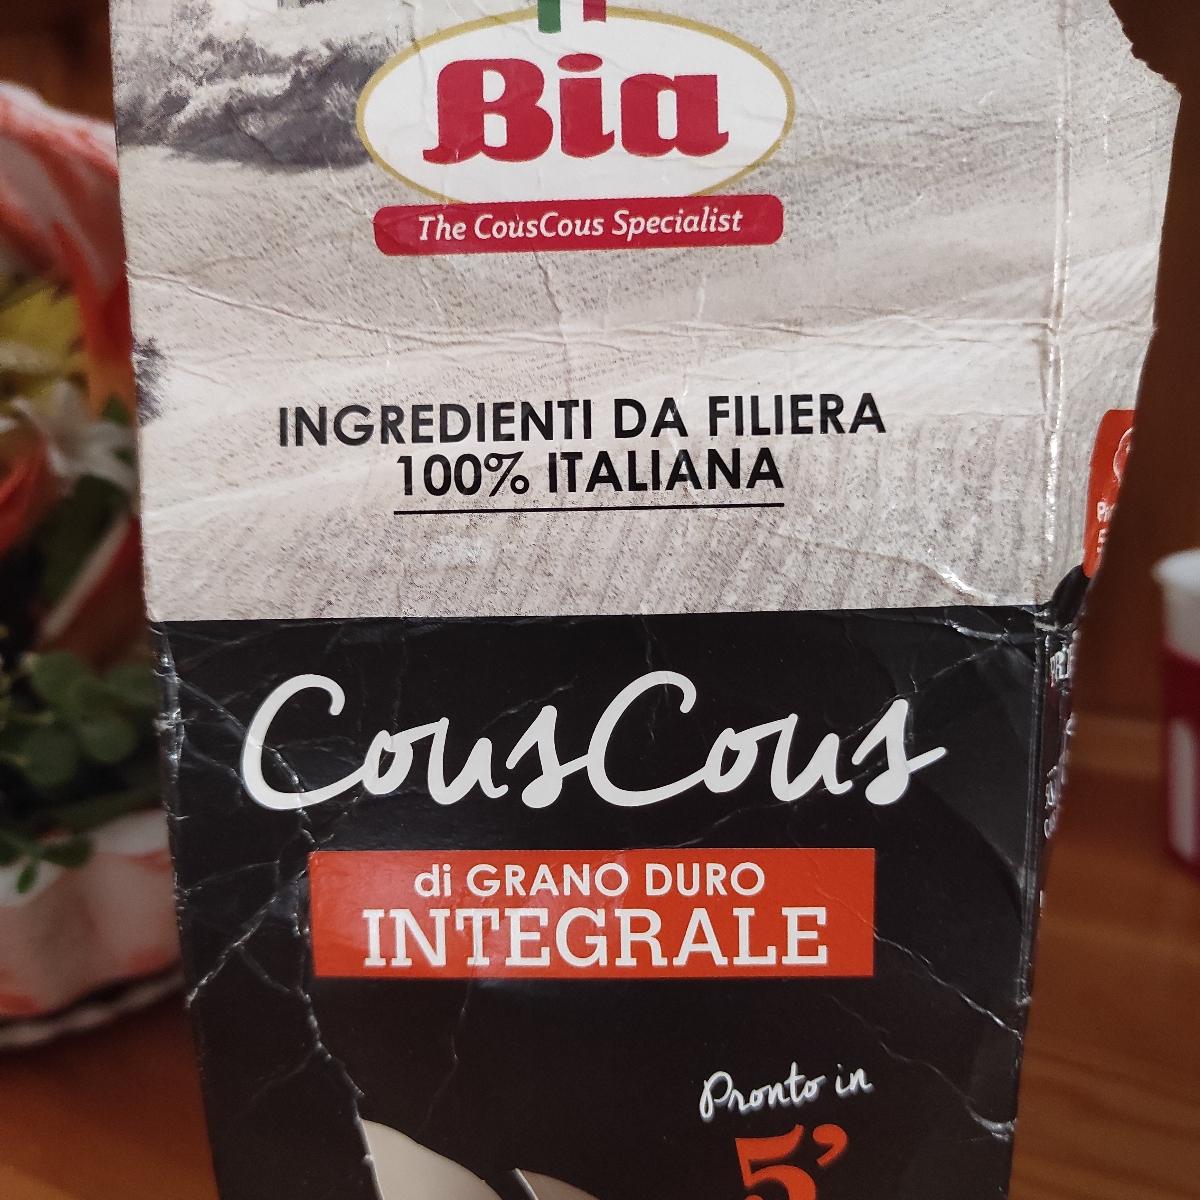 Bia
The CousCous Specialist
INGREDIENTI DA FILIERA
100% ITALIANA
CousCous
di GRANO DURO
INTEGRALE
Pronto in
5'